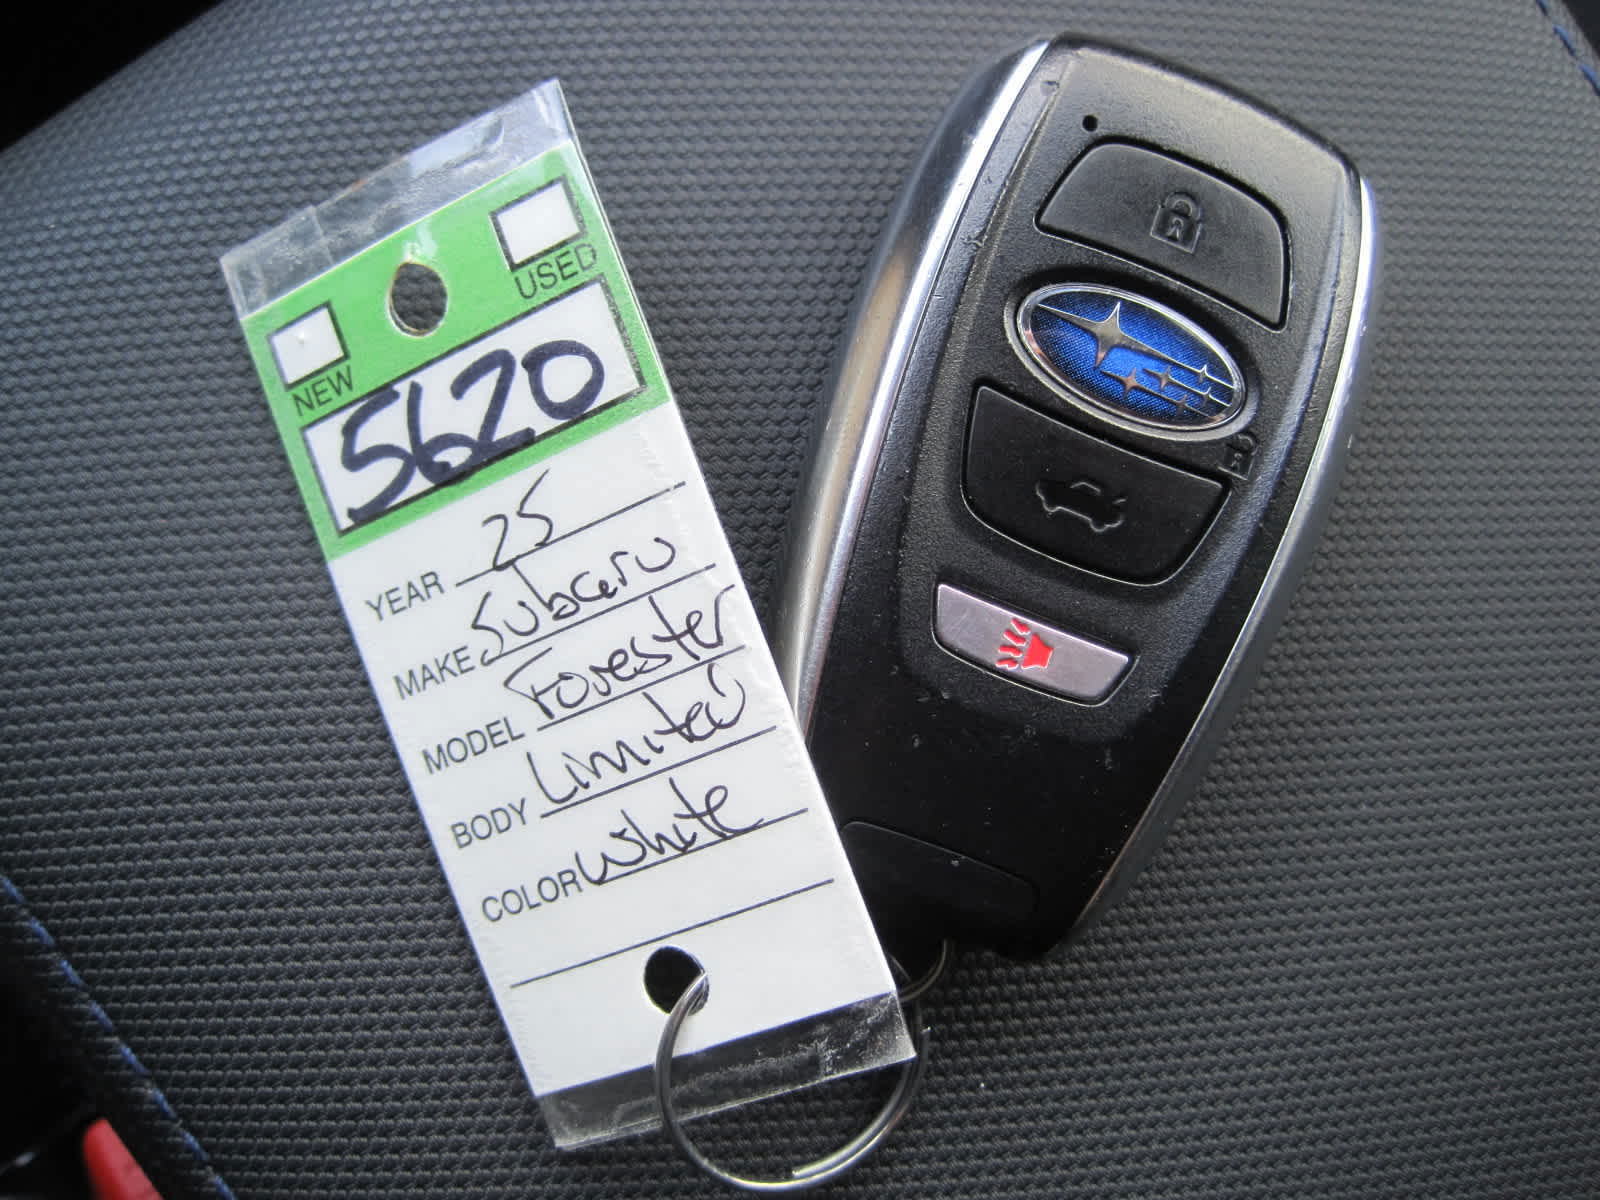 USED
NEW
5620
YEAR 25
MAKE Subaru
MODEL Forester
BODY Limited
COLOR White